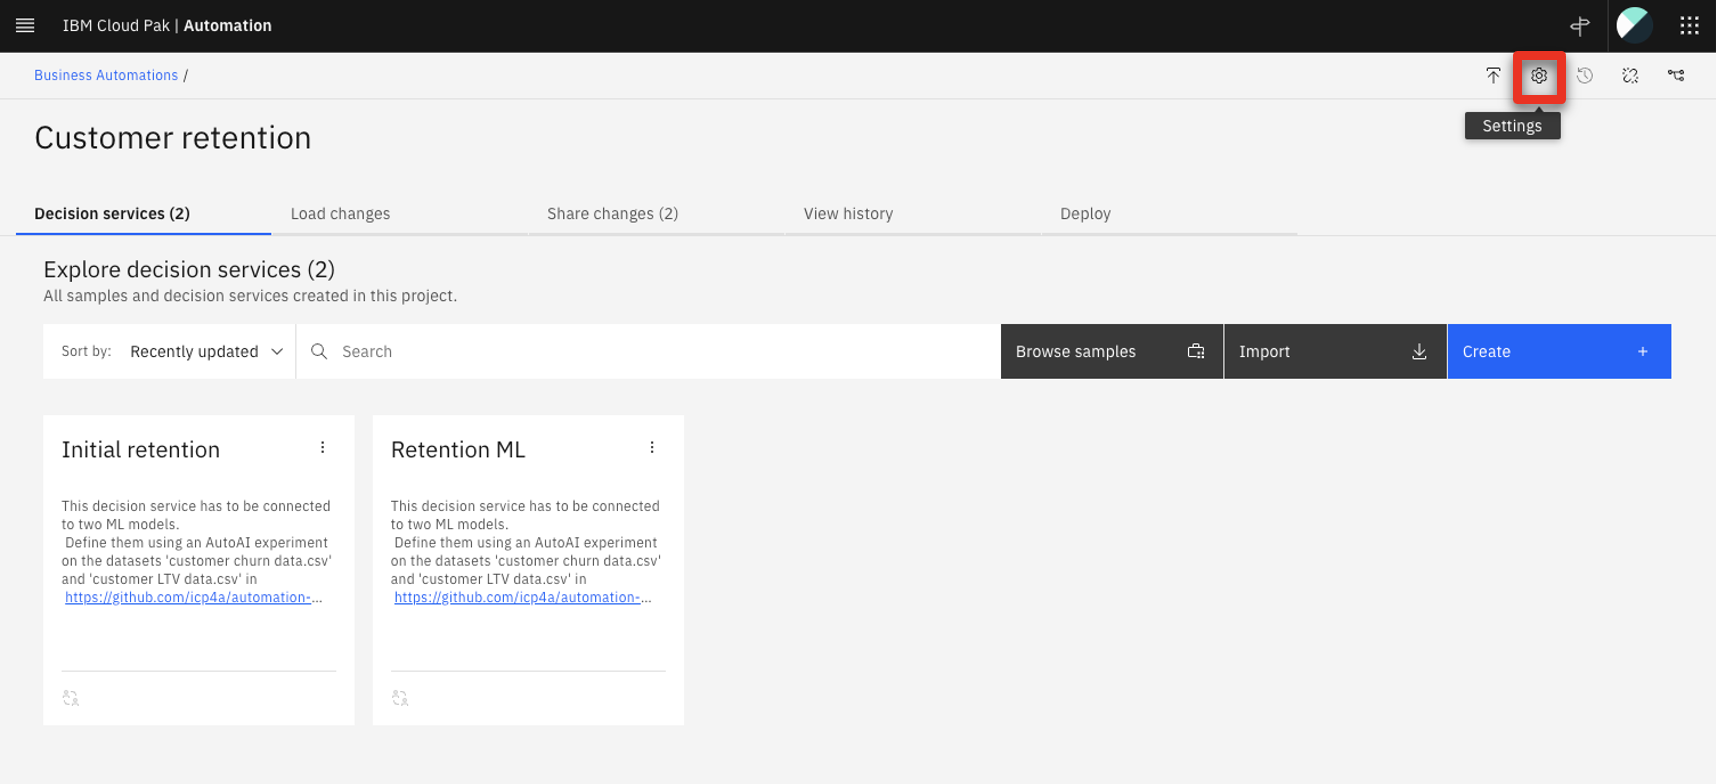 IBM Cloud Pak | Automation
Business Automations /
Settings
Customer retention
Decision services (2)
Load changes
Share changes (2)
View history
Deploy
Explore decision services (2)
All samples and decision services created in this project.
Sort by: Recently updated
Search
Browse samples
Import
Create
Initial retention
This decision service has to be connected
to two ML models.
Define them using an AutoAI experiment
on the datasets 'customer churn data.csv'
and 'customer LTV data.csv' in
https://github.com/icp4a/automation-...
Retention ML
This decision service has to be connected
to two ML models.
Define them using an AutoAI experiment
on the datasets 'customer churn data.csv'
and 'customer LTV data.csv' in
https://github.com/icp4a/automation-...